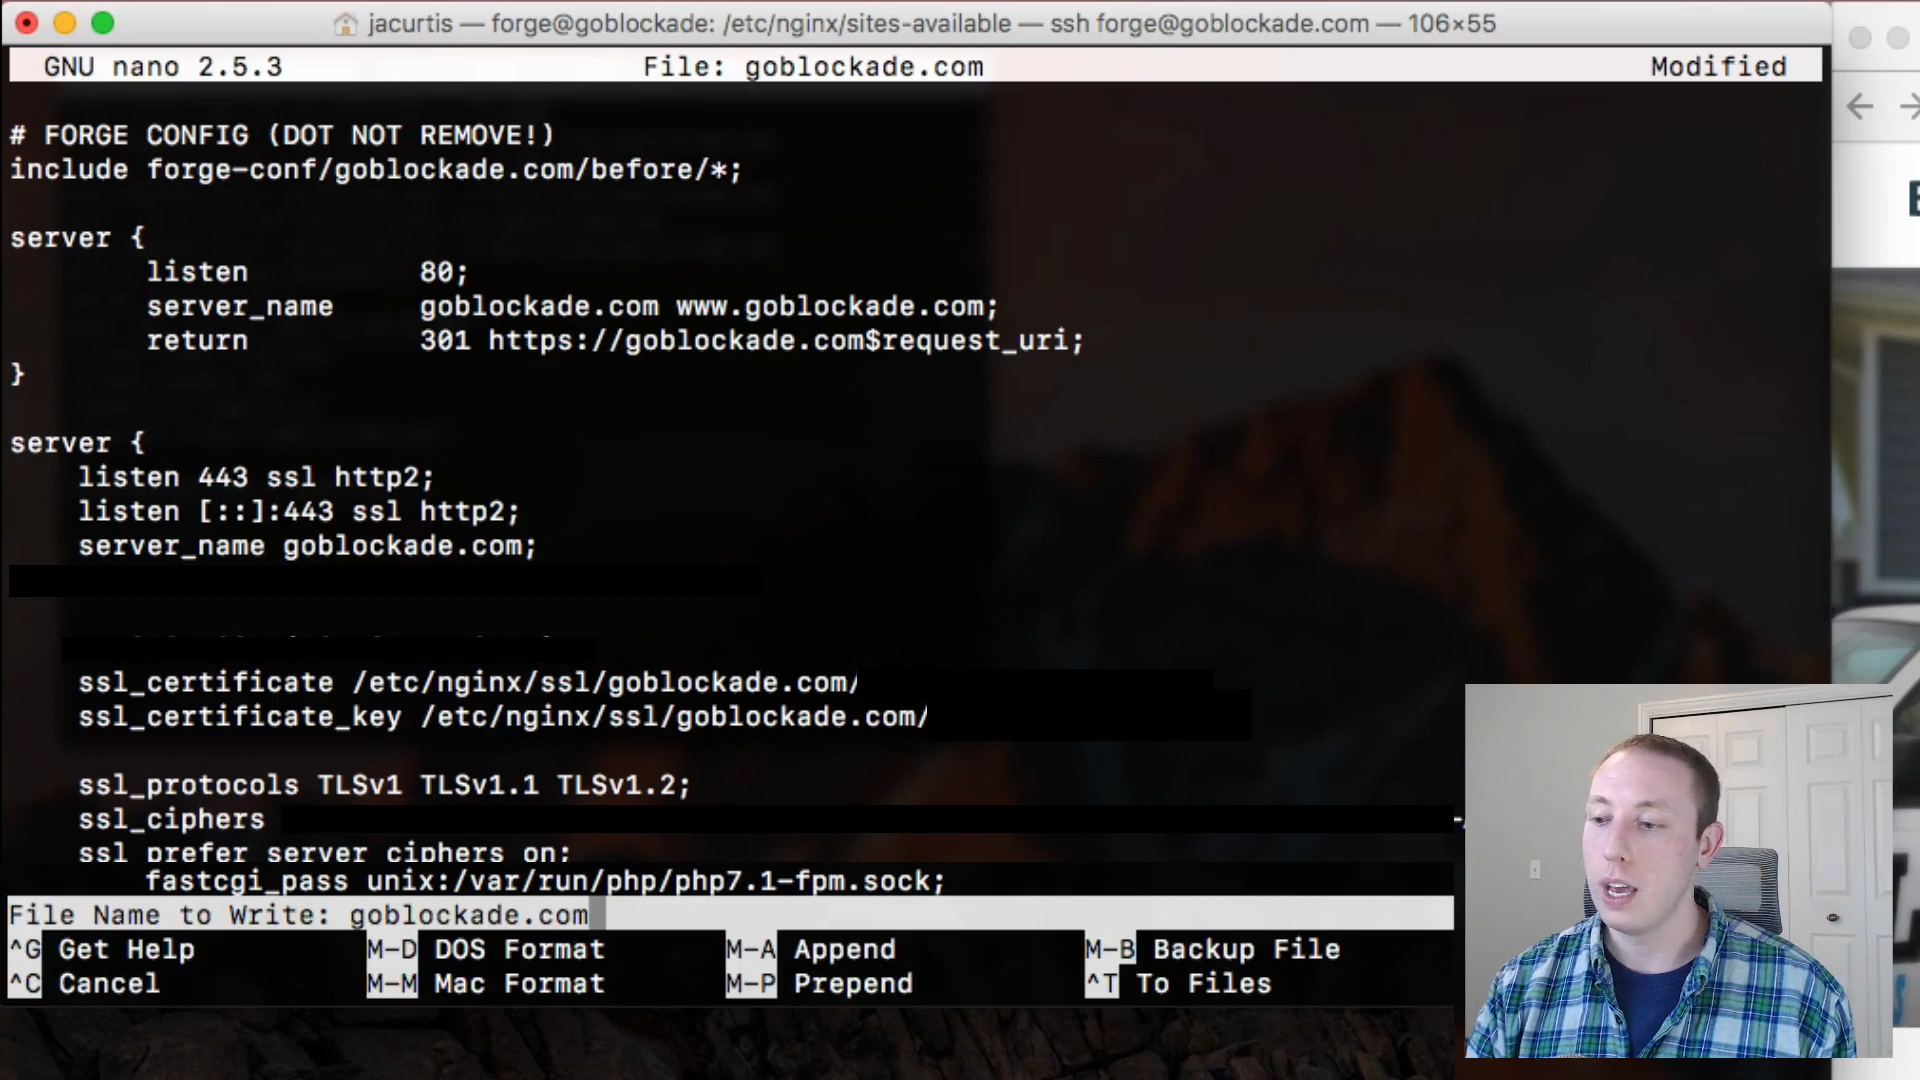 jacurtis — forge@goblockade: /etc/nginx/sites-available — ssh forge@goblockade.com — 106×55
GNU nano 2.5.3 File: goblockade.com Modified
# FORGE CONFIG (DOT NOT REMOVE!)
include forge-conf/goblockade.com/before/*;
server {
listen 80;
server_name goblockade.com www.goblockade.com;
return 301 https://goblockade.com$request_uri;
}
server {
listen 443 ssl http2;
listen [::]:443 ssl http2;
server_name goblockade.com;
ssl_certificate /etc/nginx/ssl/goblockade.com/
ssl_certificate_key /etc/nginx/ssl/goblockade.com/
ssl_protocols TLSv1 TLSv1.1 TLSv1.2;
ssl_ciphers
ssl_prefer_server_ciphers on;
fastcgi_pass unix:/var/run/php/php7.1-fpm.sock;
File Name to Write: goblockade.com
^G Get Help M-D DOS Format M-A Append M-B Backup File
^C Cancel M-M Mac Format M-P Prepend ^T To Files